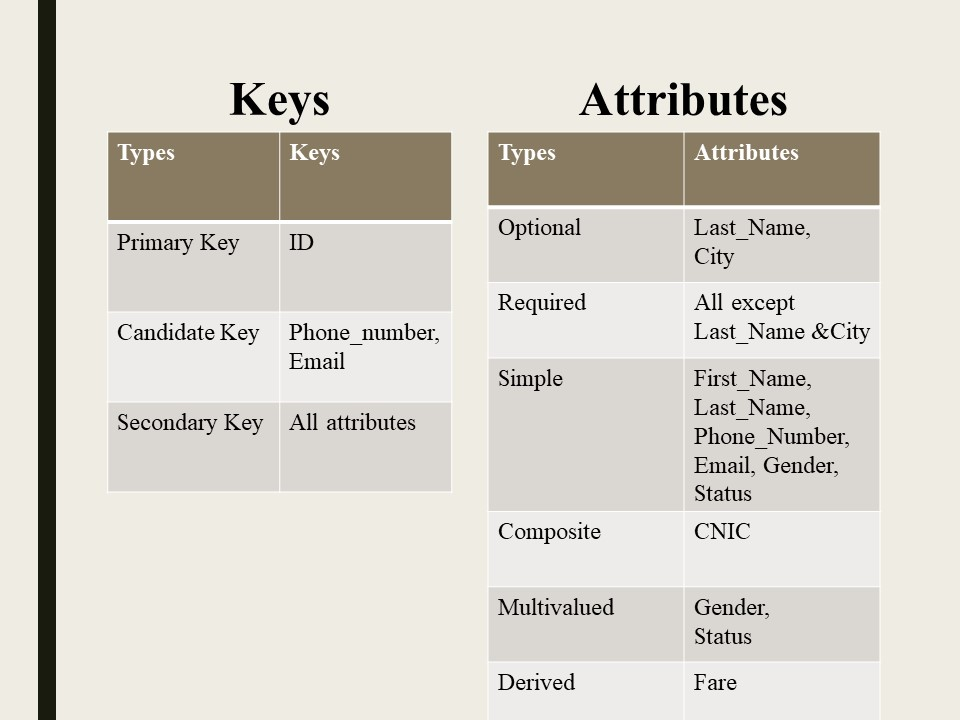 Keys
Types Keys
Primary Key ID
Candidate Key Phone_number,
Email
Secondary Key All attributes
Attributes
Types Attributes
Optional Last_Name,
City
Required All except
Last_Name &City
Simple First_Name,
Last_Name,
Phone_Number,
Email, Gender,
Status
Composite CNIC
Multivalued Gender,
Status
Derived Fare